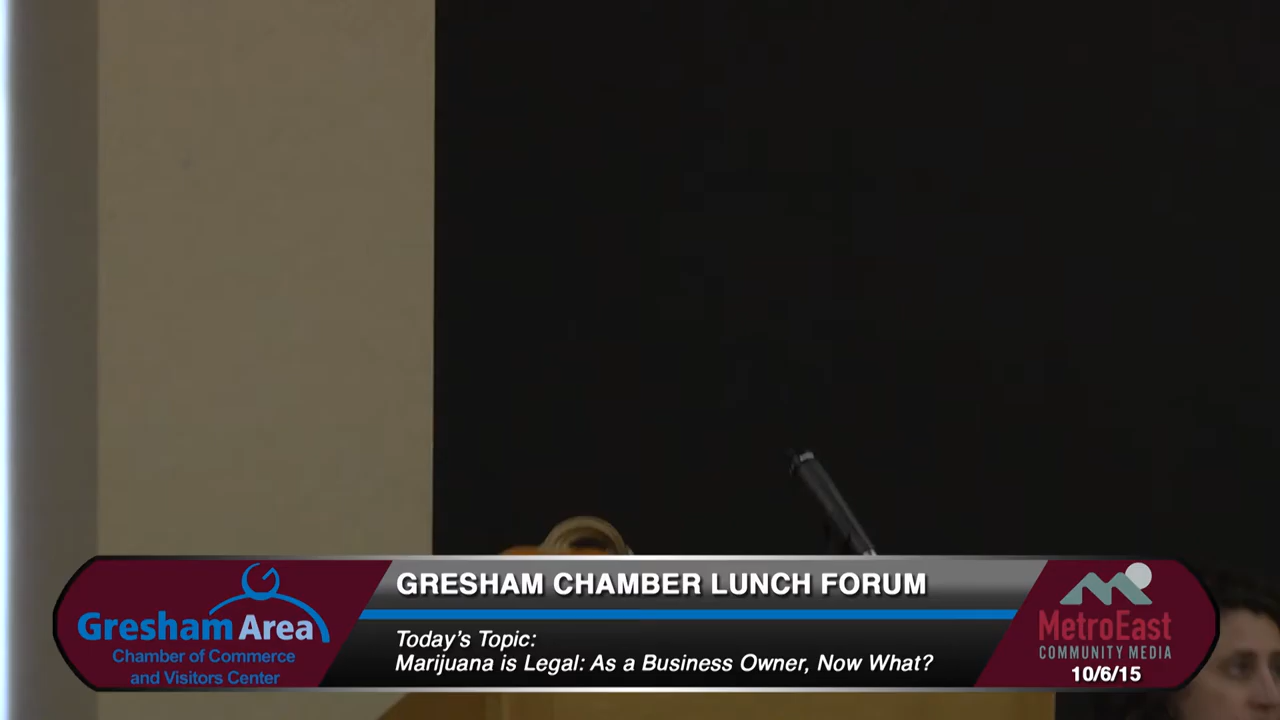 GRESHAM CHAMBER LUNCH FORUM
Today's Topic:
Marijuana is Legal: As a Business Owner, Now What?
Gresham Area
Chamber of Commerce
and Visitors Center
MetroEast
COMMUNITY MEDIA
10/6/15